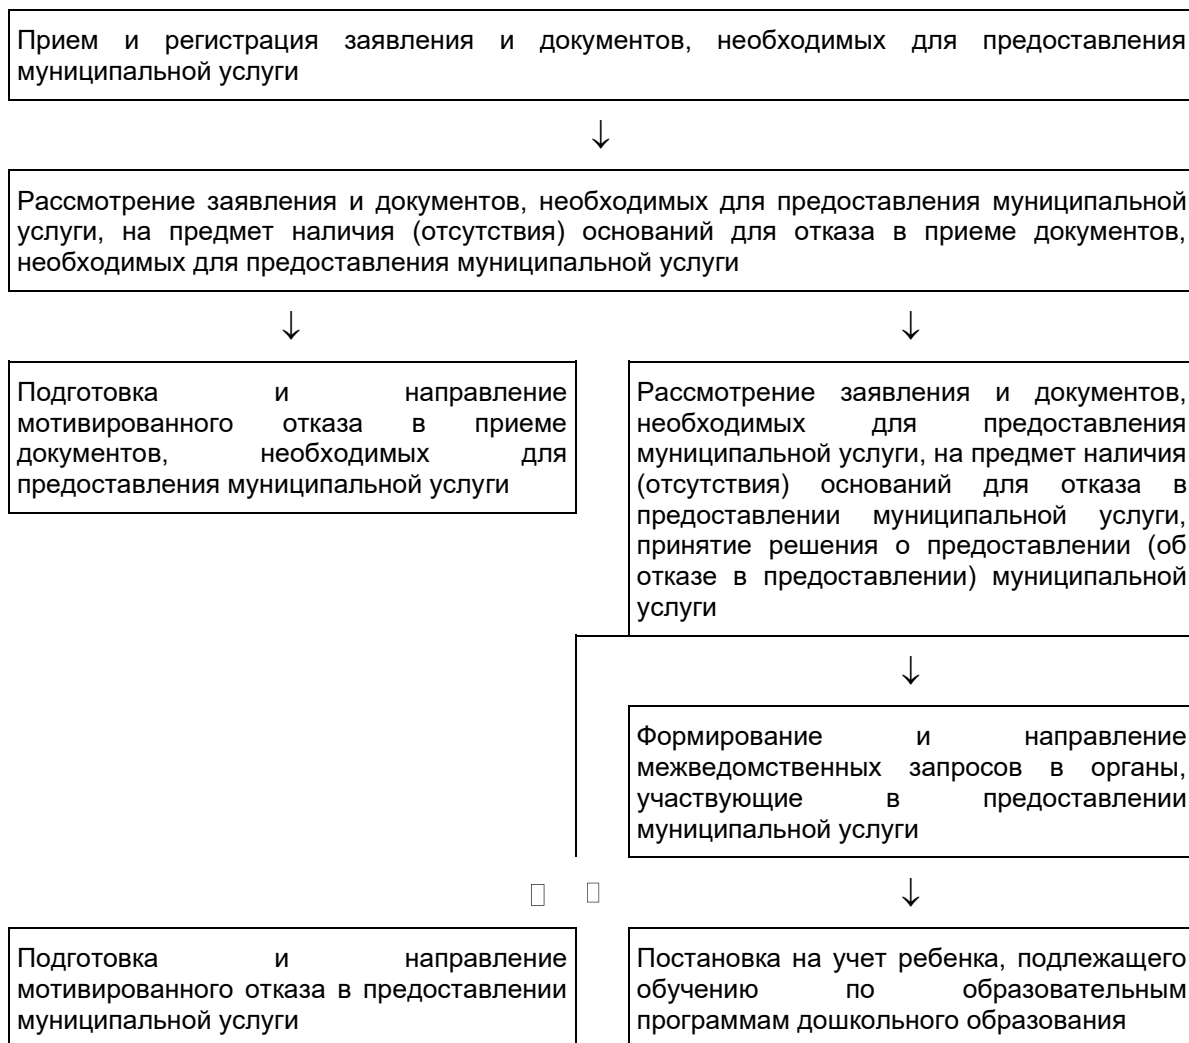 Прием и регистрация заявления и документов, необходимых для предоставления
муниципальной услуги
↓
Рассмотрение заявления и документов, необходимых для предоставления муниципальной
услуги, на предмет наличия (отсутствия) оснований для отказа в приеме документов,
необходимых для предоставления муниципальной услуги
↓ ↓
Подготовка и направление
мотивированного отказа в приеме
документов, необходимых для
предоставления муниципальной услуги
Рассмотрение заявления и документов,
необходимых для предоставления
муниципальной услуги, на предмет наличия
(отсутствия) оснований для отказа в
предоставлении муниципальной услуги,
принятие решения о предоставлении (об
отказе в предоставлении) муниципальной
услуги
↓
Формирование и направление
межведомственных запросов в органы,
участвующие в предоставлении
муниципальной услуги
↓
Подготовка и направление
мотивированного отказа в предоставлении
муниципальной услуги
Постановка на учет ребенка, подлежащего
обучению по образовательным
программам дошкольного образования